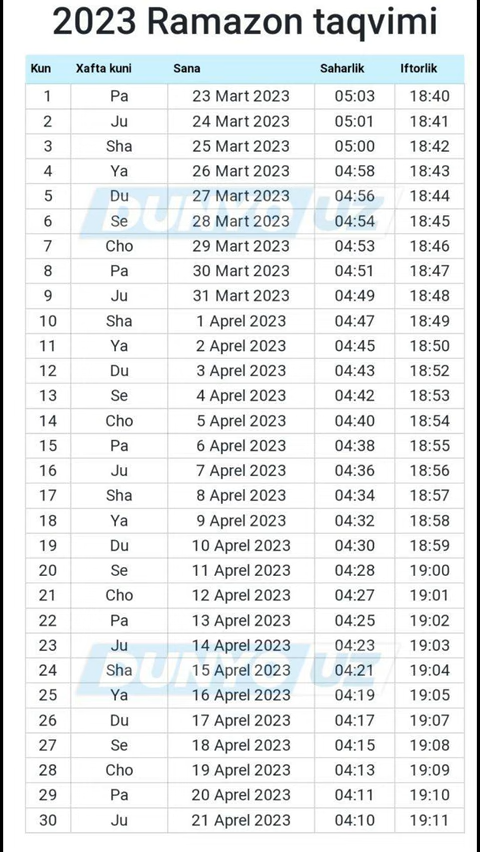 2023 Ramazon taqvimi
Kun Xafta kuni Sana Saharlik Iftorlik
1 Pa 23 Mart 2023 05:03 18:40
2 Ju 24 Mart 2023 05:01 18:41
3 Sha 25 Mart 2023 05:00 18:42
4 Ya 26 Mart 2023 04:58 18:43
5 Du 27 Mart 2023 04:56 18:44
6 Se 28 Mart 2023 04:54 18:45
7 Cho 29 Mart 2023 04:53 18:46
8 Pa 30 Mart 2023 04:51 18:47
9 Ju 31 Mart 2023 04:49 18:48
10 Sha 1 Aprel 2023 04:47 18:49
11 Ya 2 Aprel 2023 04:45 18:50
12 Du 3 Aprel 2023 04:43 18:52
13 Se 4 Aprel 2023 04:42 18:53
14 Cho 5 Aprel 2023 04:40 18:54
15 Pa 6 Aprel 2023 04:38 18:55
16 Ju 7 Aprel 2023 04:36 18:56
17 Sha 8 Aprel 2023 04:34 18:57
18 Ya 9 Aprel 2023 04:32 18:58
19 Du 10 Aprel 2023 04:30 18:59
20 Se 11 Aprel 2023 04:28 19:00
21 Cho 12 Aprel 2023 04:27 19:01
22 Pa 13 Aprel 2023 04:25 19:02
23 Ju 14 Aprel 2023 04:23 19:03
24 Sha 15 Aprel 2023 04:21 19:04
25 Ya 16 Aprel 2023 04:19 19:05
26 Du 17 Aprel 2023 04:17 19:07
27 Se 18 Aprel 2023 04:15 19:08
28 Cho 19 Aprel 2023 04:13 19:09
29 Pa 20 Aprel 2023 04:11 19:10
30 Ju 21 Aprel 2023 04:10 19:11
DUNYO UZ
DUNYO UZ